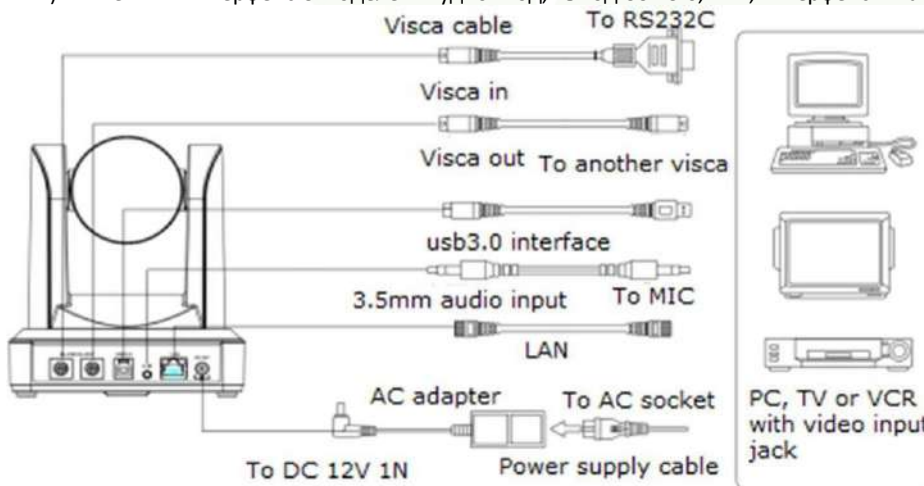 Visca cable
To RS232C
Visca in
Visca out
To another visca
usb3.0 interface
3.5mm audio input
To MIC
LAN
AC adapter
To AC socket
To DC 12V 1N
Power supply cable
PC, TV or VCR
with video input
jack